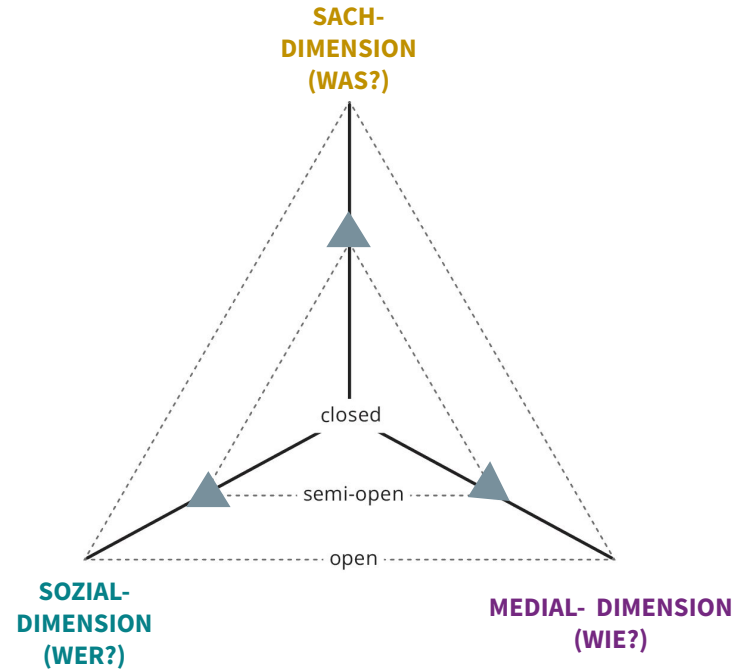 SACH-
DIMENSION
(WAS?)
closed
semi-open
open
SOZIAL-
DIMENSION
(WER?)
MEDIAL- DIMENSION
(WIE?)